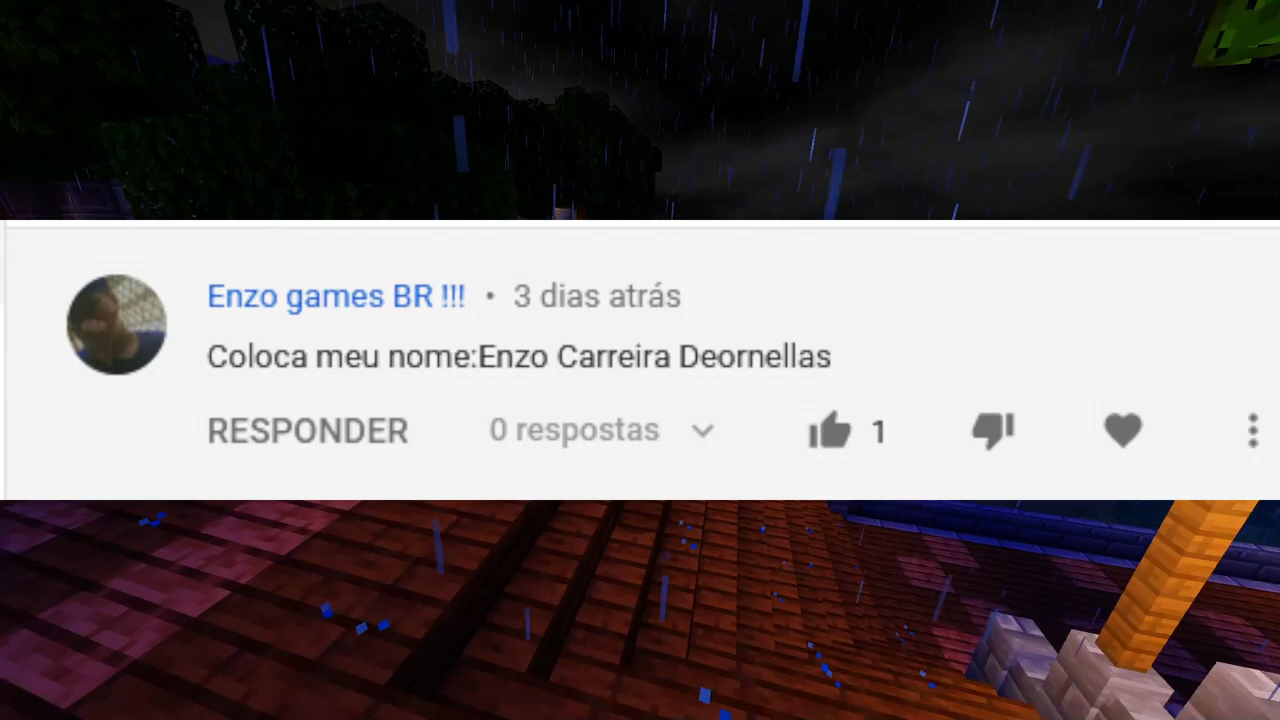 Enzo games BR !!! • 3 dias atrás
Coloca meu nome:Enzo Carreira Deornellas
RESPONDER 0 respostas 1